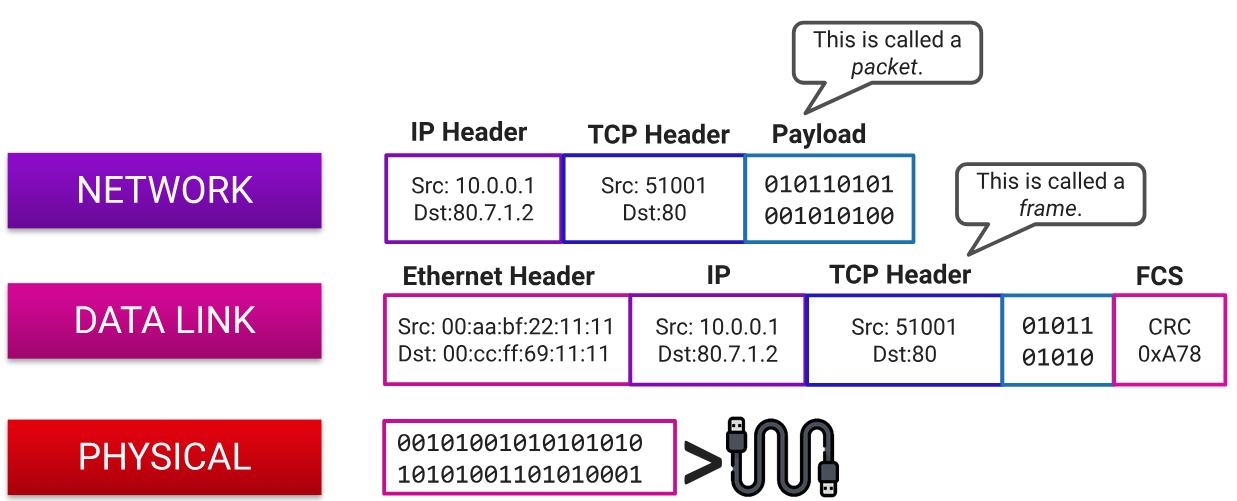 This is called a
packet.
IP Header
TCP Header
Payload
NETWORK
Src: 10.0.0.1
Dst:80.7.1.2
Src: 51001
Dst:80
010110101
001010100
This is called a
frame.
Ethernet Header
IP
TCP Header
FCS
DATA LINK
Src: 00:aa:bf:22:11:11
Dst: 00:cc:ff:69:11:11
Src: 10.0.0.1
Dst:80.7.1.2
Src: 51001
Dst:80
01011
01010
CRC
0xA78
PHYSICAL
00101001010101010
10101001101010001
>